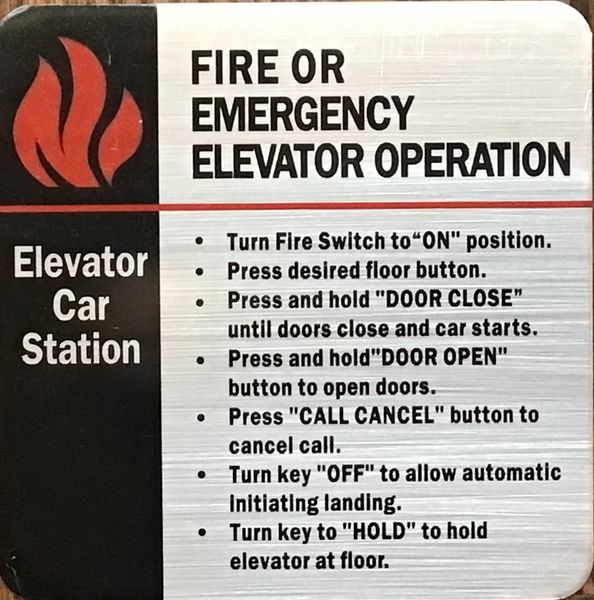 FIRE OR
EMERGENCY
ELEVATOR OPERATION
Elevator
Car
Station
• Turn Fire Switch to“ON" position.
• Press desired floor button.
• Press and hold "DOOR CLOSE”
until doors close and car starts.
• Press and hold"DOOR OPEN"
button to open doors.
• Press "CALL CANCEL" button to
cancel call.
• Turn key "OFF" to allow automatic
initiating landing.
• Turn key to "HOLD" to hold
elevator at floor.